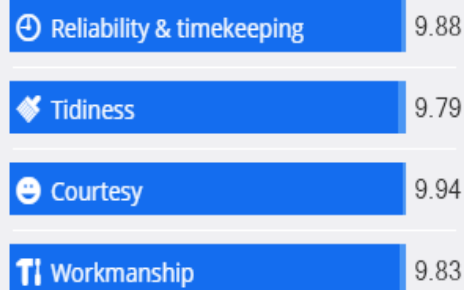 Reliability & timekeeping 9.88
Tidiness 9.79
Courtesy 9.94
Workmanship 9.83